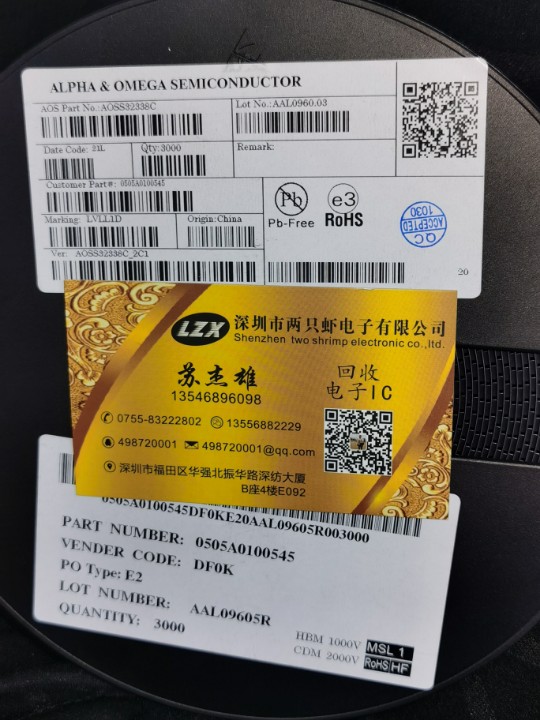 ALPHA & OMEGA SEMICONDUCTOR
AOS Part No.:AOSS32338C
Lot No.:AAL0960.03
Date Code: 21L
Qty:3000
Remark:
Customer Part#: 0505A0100545
Marking: LVLL1D
Origin:China
Ver: AOSS32338C_2C1
Pb
Pb-Free
e3
RoHS
QC
ACCEPTED
1030
20
LZX
深圳市两只虾电子有限公司
Shenzhen two shrimp electronic co.,ltd.
苏杰雄
13546896098
回收
电子IC
0755-83222802
13556882229
498720001
498720001@qq.com
深圳市福田区华强北振华路深纺大厦
B座4楼E092
0505A0100545DF0KE20AAL09605R003000
PART NUMBER: 0505A0100545
VENDER CODE: DF0K
PO Type: E2
LOT NUMBER: AAL09605R
QUANTITY: 3000
HBM 1000V
CDM 2000V
MSL 1
RoHS HF